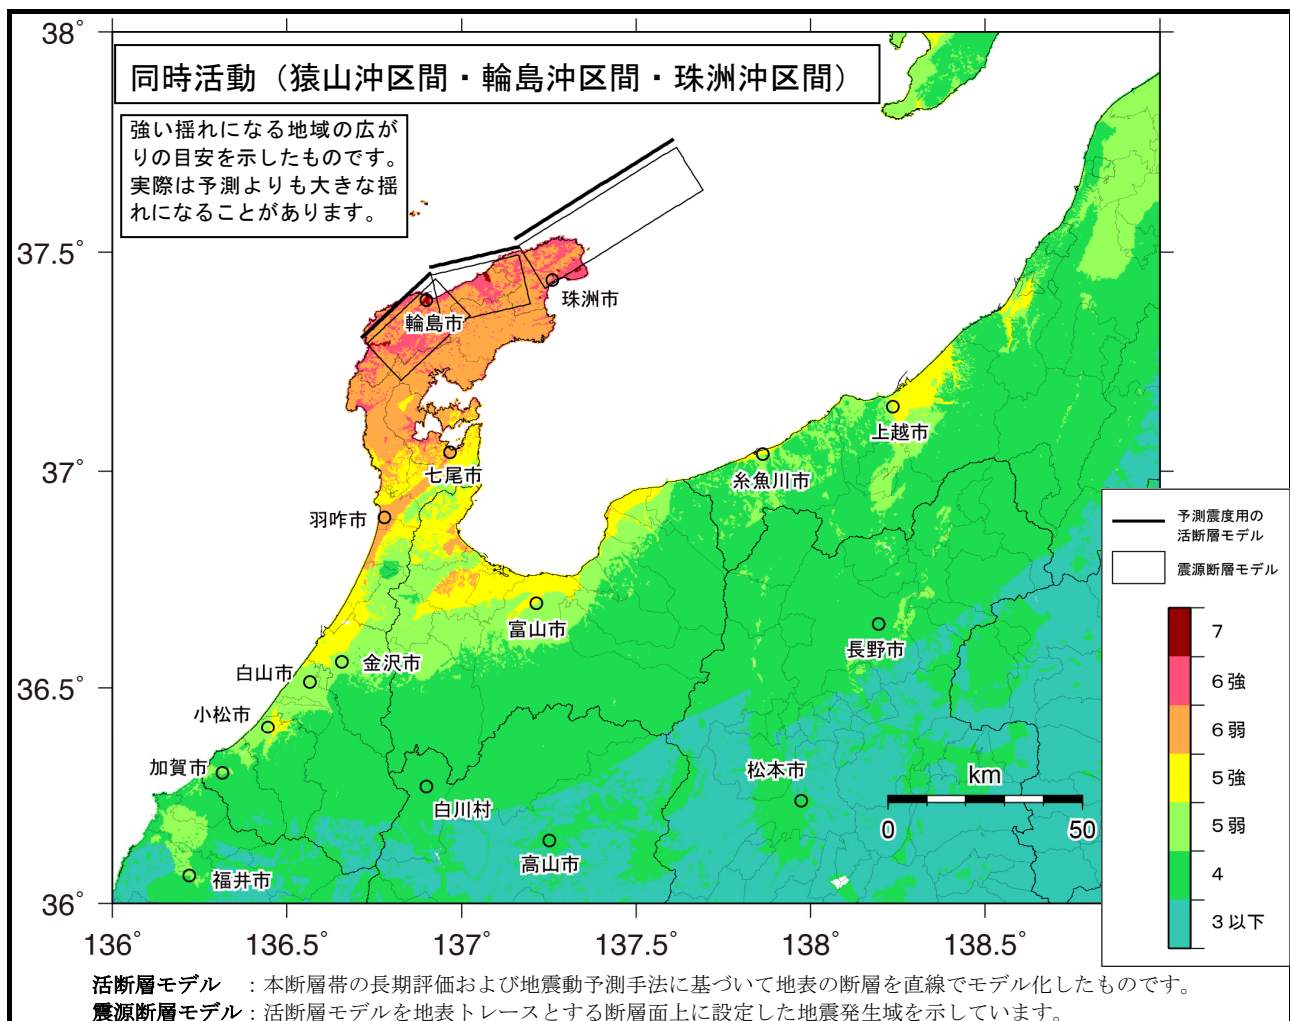 38°
同時活動（猿山沖区間・輪島沖区間・珠洲沖区間）
強い揺れになる地域の広が
りの目安を示したものです。
実際は予測よりも大きな揺
れになることがあります。
37.5°
珠洲市
輪島市
上越市
37°
七尾市
糸魚川市
羽咋市
予測震度用の
活断層モデル
震源断層モデル
富山市
長野市
7
金沢市
白山市
6強
36.5°
小松市
6弱
加賀市
松本市
km
5強
白川村
0 50
5弱
高山市
福井市
4
36°
3以下
136° 136.5° 137° 137.5° 138° 138.5°
活断層モデル ：本断層帯の長期評価および地震動予測手法に基づいて地表の断層を直線でモデル化したものです。
震源断層モデル：活断層モデルを地表トレースとする断層面上に設定した地震発生域を示しています。